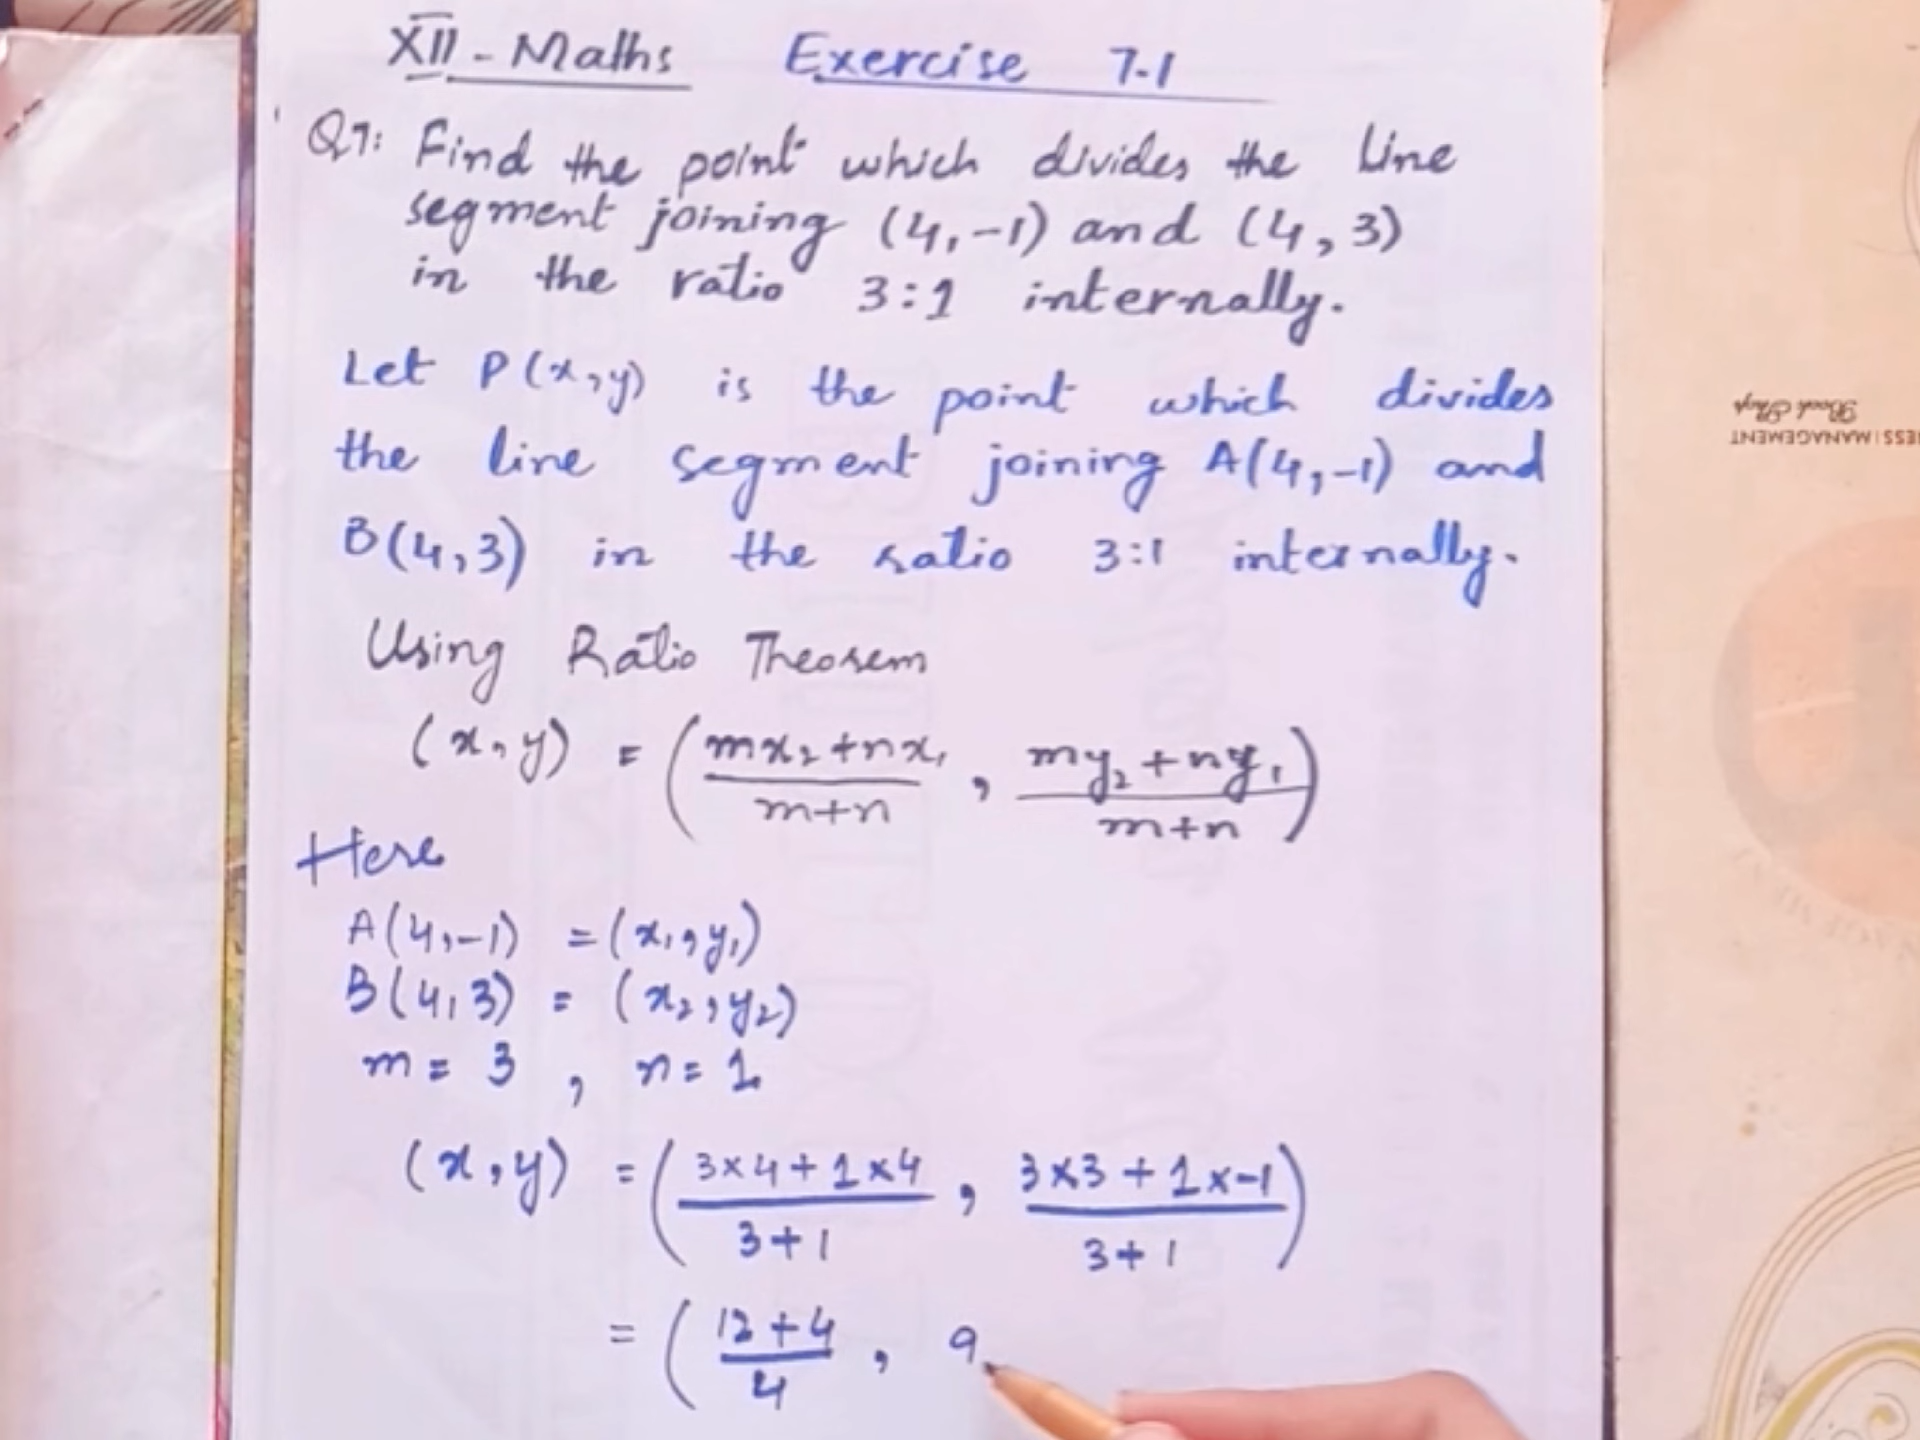 XII - Maths Exercise 7.1
Q7: Find the point which divides the line
segment joining (4,-1) and (4,3)
in the ratio 3:1 internally.
Let P(x,y) is the point which divides
the line segment joining A(4,-1) and
B(4,3) in the ratio 3:1 internally.
Using Ratio Theorem
(x,y) = ( (mx₂+nx₁)/(m+n) , (my₂+ny₁)/(m+n) )
Here
A(4,-1) = (x₁,y₁)
B(4,3) = (x₂,y₂)
m = 3 , n = 1
(x,y) = ( (3×4+1×4)/(3+1) , (3×3+1×-1)/(3+1) )
= ( (12+4)/4 , 9
MANAGEMENT
Book Shop